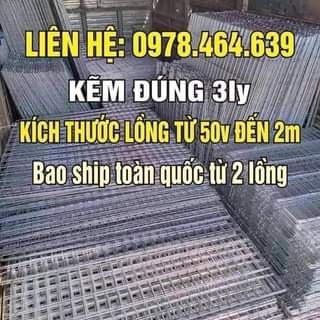 LIÊN HỆ: 0978.464.639
KẼM ĐÚNG 3ly
KÍCH THƯỚC LỒNG TỪ 50v ĐẾN 2m
Bao ship toàn quốc từ 2 lồng